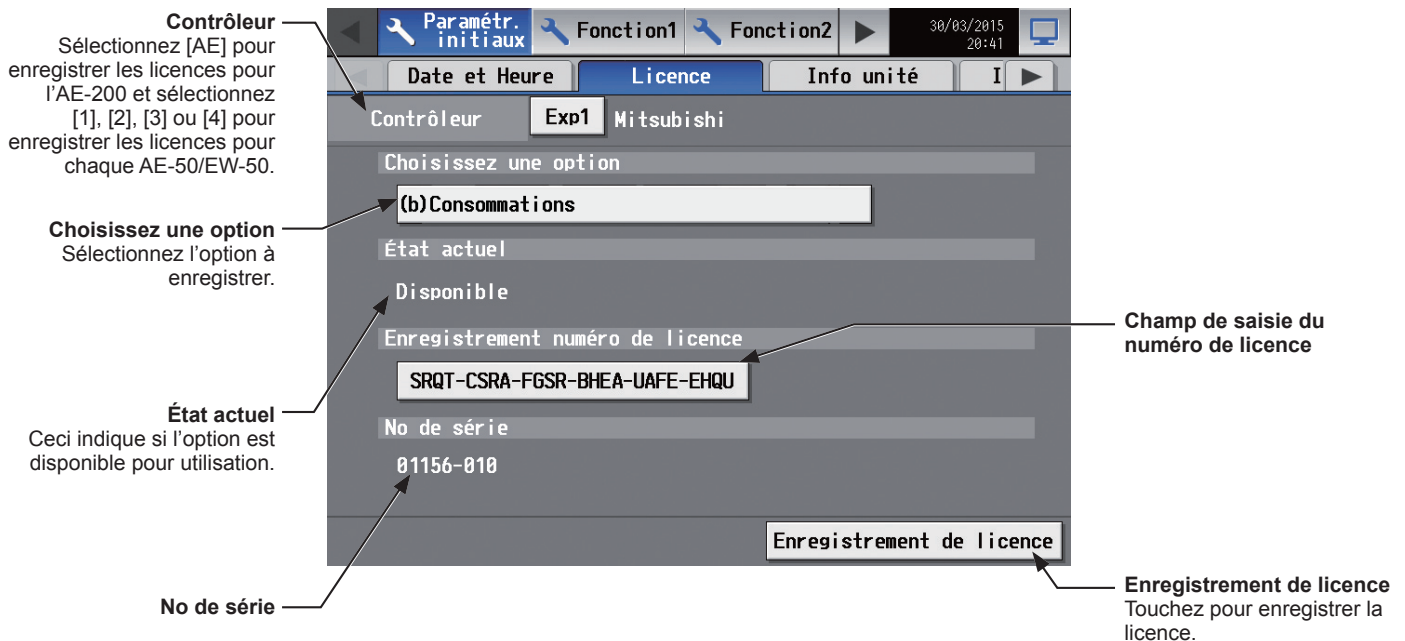 Contrôleur
Sélectionnez [AE] pour
enregistrer les licences pour
l'AE-200 et sélectionnez
[1], [2], [3] ou [4] pour
enregistrer les licences pour
chaque AE-50/EW-50.
Choisissez une option
Sélectionnez l'option à
enregistrer.
État actuel
Ceci indique si l'option est
disponible pour utilisation.
No de série
Paramétr.
initiaux
Fonction1
Fonction2
30/03/2015
20:41
Date et Heure
Licence
Info unité
I
Contrôleur
Exp1
Mitsubishi
Choisissez une option
(b)Consommations
État actuel
Disponible
Enregistrement numéro de licence
SRQT-CSRA-FGSR-BHEA-UAFE-EHQU
No de série
01156-010
Enregistrement de licence
Champ de saisie du
numéro de licence
Enregistrement de licence
Touchez pour enregistrer la
licence.